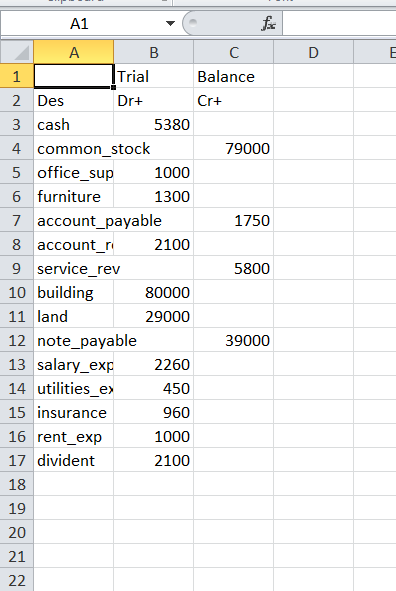 A1 fx
A B C D E
1 Trial Balance
2 Des Dr+ Cr+
3 cash 5380
4 common_stock 79000
5 office_sup 1000
6 furniture 1300
7 account_payable 1750
8 account_r 2100
9 service_rev 5800
10 building 80000
11 land 29000
12 note_payable 39000
13 salary_exp 2260
14 utilities_ex 450
15 insurance 960
16 rent_exp 1000
17 divident 2100
18
19
20
21
22